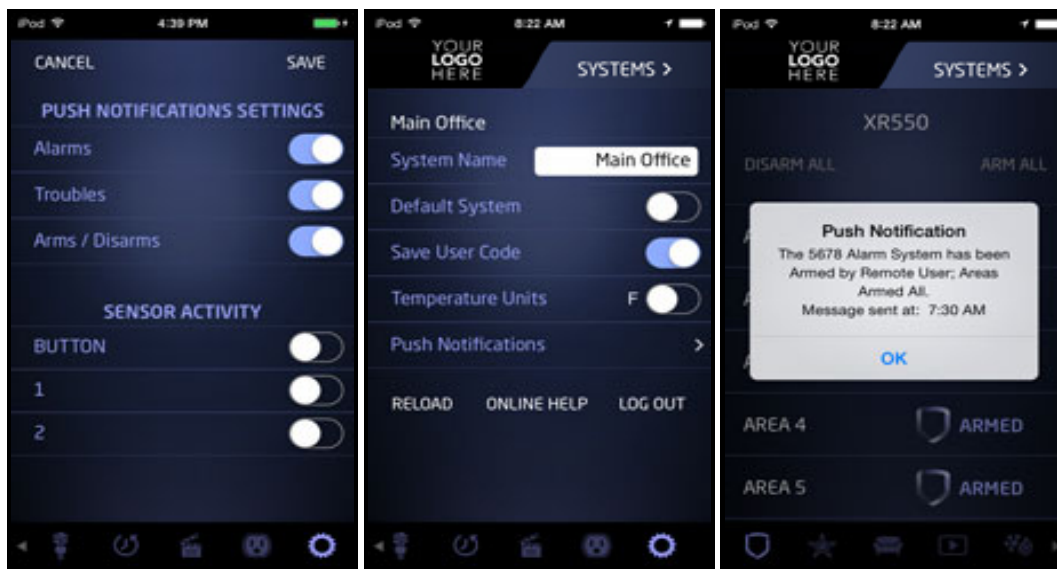 iPod 4:39 PM
CANCEL SAVE
PUSH NOTIFICATIONS SETTINGS
Alarms
Troubles
Arms / Disarms
SENSOR ACTIVITY
BUTTON
1
2
iPod 8:22 AM
YOUR
LOGO
HERE
SYSTEMS >
Main Office
System Name Main Office
Default System
Save User Code
Temperature Units F
Push Notifications >
RELOAD ONLINE HELP LOG OUT
iPod 8:22 AM
YOUR
LOGO
HERE
SYSTEMS >
XR550
DISARM ALL ARM ALL
Push Notification
The 5678 Alarm System has been
Armed by Remote User; Areas
Armed All.
Message sent at: 7:30 AM
OK
AREA 4 ARMED
AREA 5 ARMED